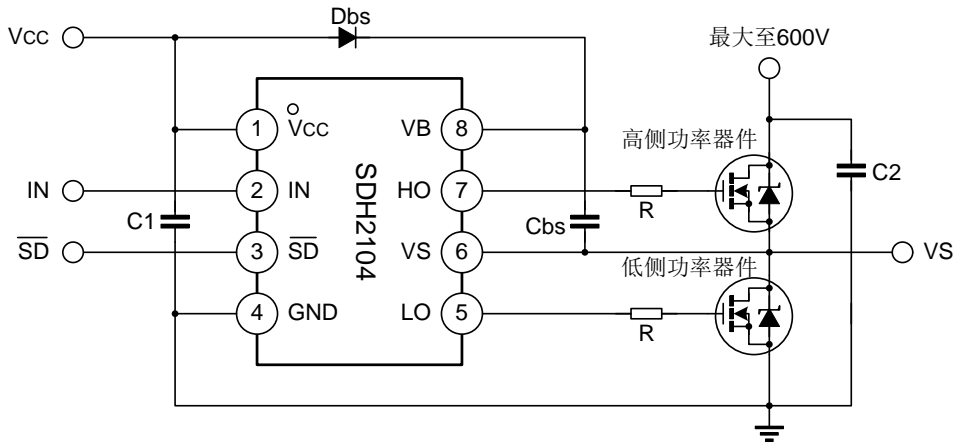 Dbs
Vcc
最大至600V
1 Vcc VB 8
高侧功率器件
IN 2 IN HO 7
R
C2
C1
SDH2104
Cbs
SD 3 SD VS 6
VS
低侧功率器件
4 GND LO 5
R